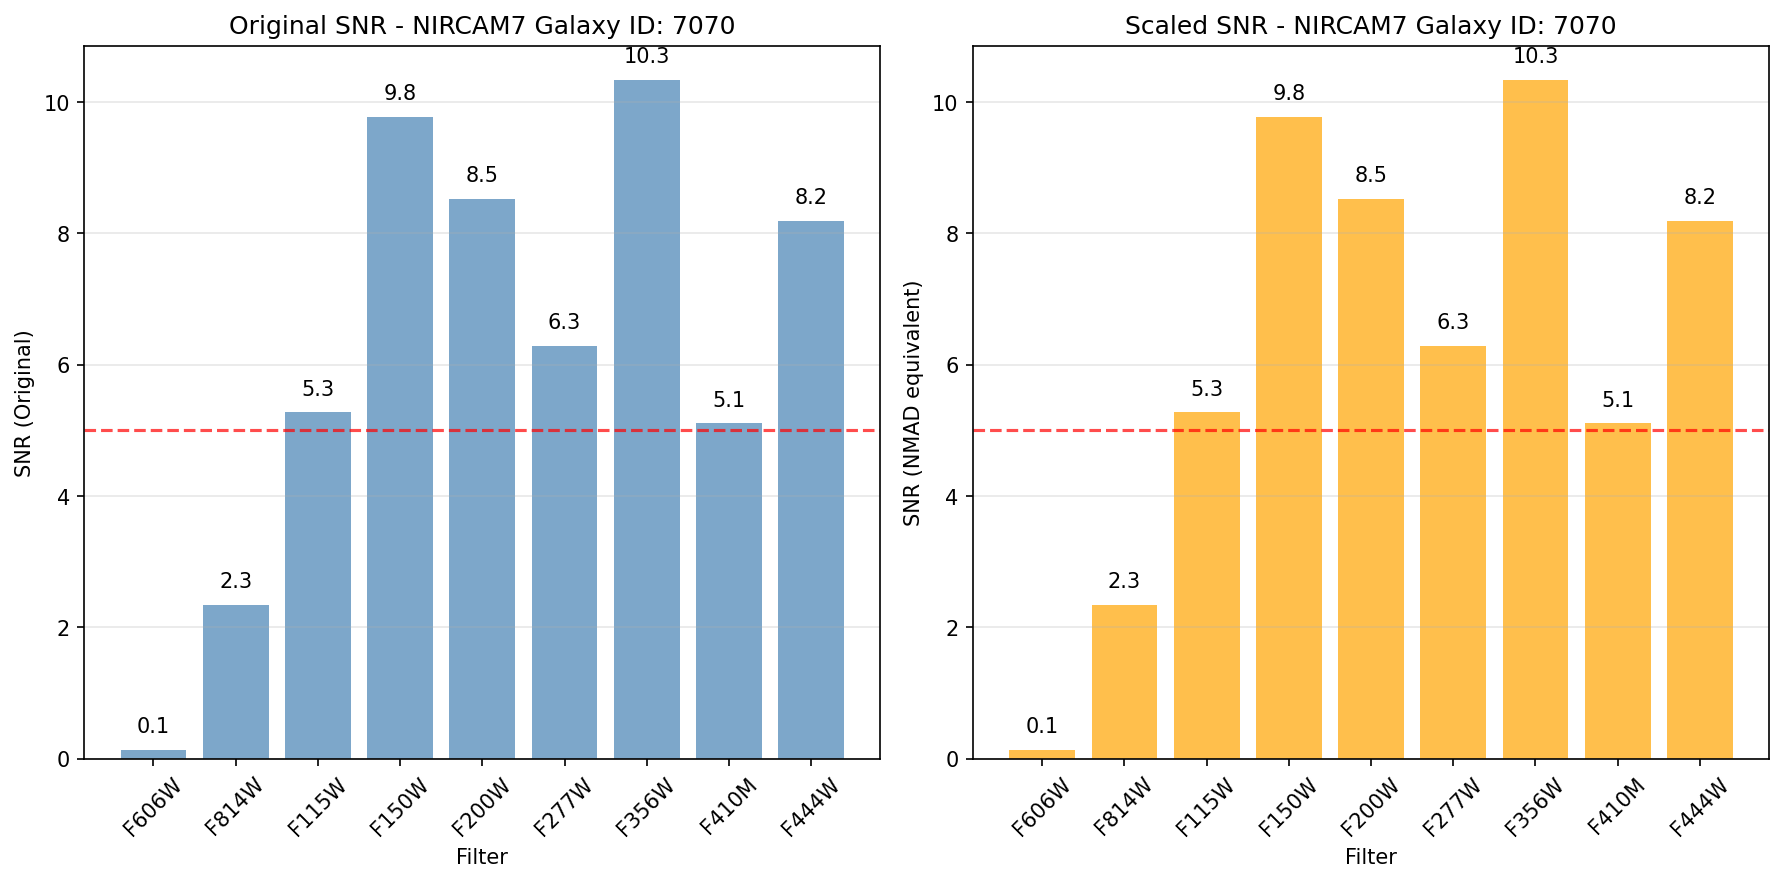 Original SNR - NIRCAM7 Galaxy ID: 7070
SNR (Original)
10
8
6
4
2
0
0.1
2.3
5.3
9.8
8.5
6.3
10.3
5.1
8.2
F606W
F814W
F115W
F150W
F200W
F277W
F356W
F410M
F444W
Filter
Scaled SNR - NIRCAM7 Galaxy ID: 7070
SNR (NMAD equivalent)
10
8
6
4
2
0
0.1
2.3
5.3
9.8
8.5
6.3
10.3
5.1
8.2
F606W
F814W
F115W
F150W
F200W
F277W
F356W
F410M
F444W
Filter